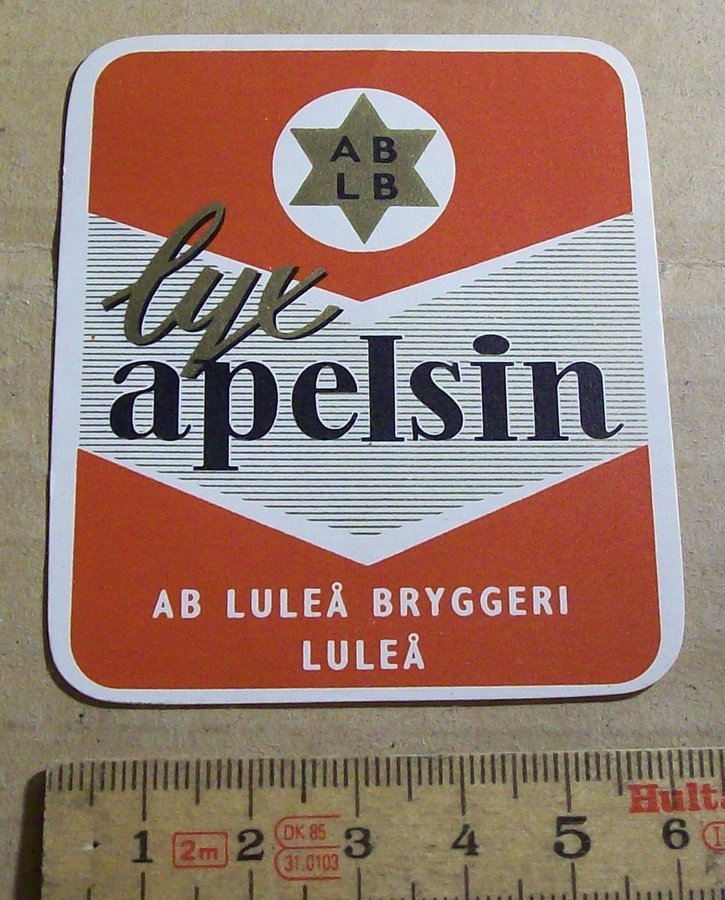 AB
LB
lyx
apelsin
AB LULEÅ BRYGGERI
LULEÅ
1 2m 2 DK 85 3 4 5 6
31.0103